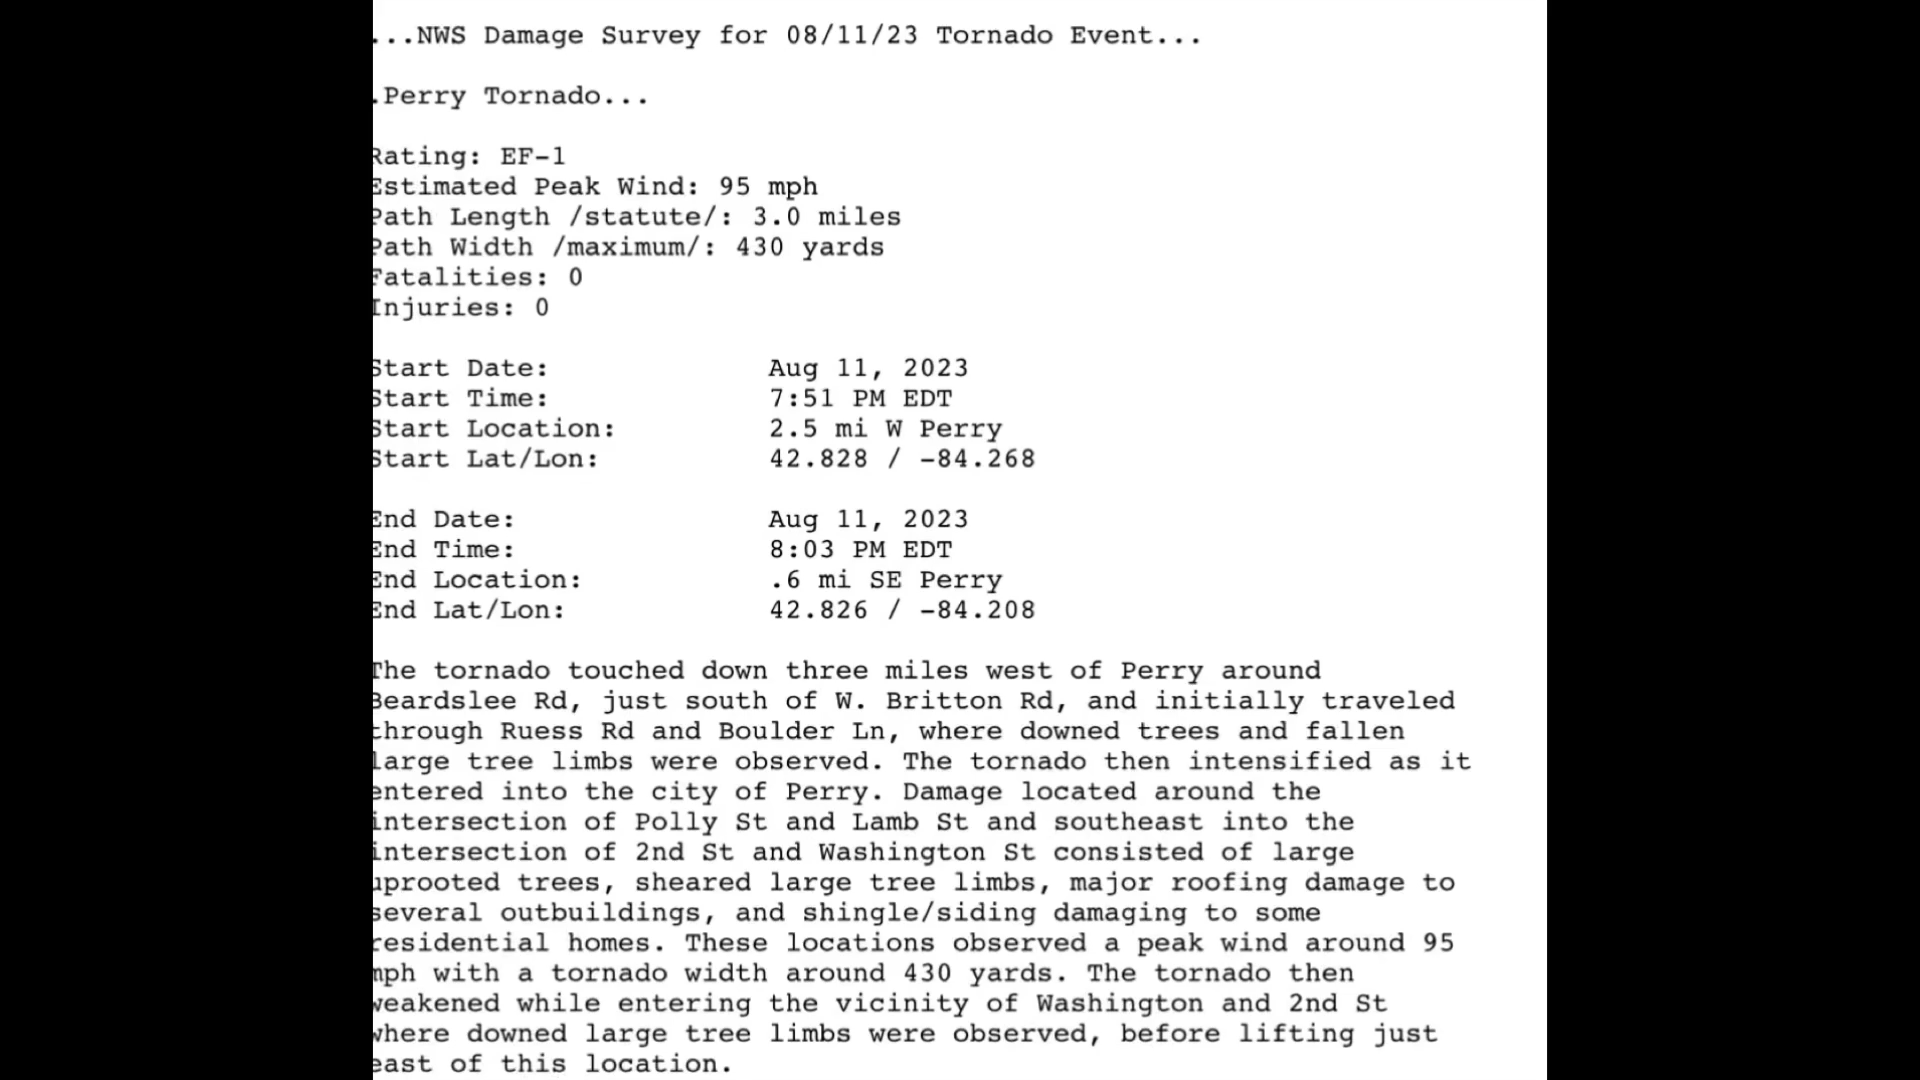 ...NWS Damage Survey for 08/11/23 Tornado Event...
.Perry Tornado...
Rating: EF-1
Estimated Peak Wind: 95 mph
Path Length /statute/: 3.0 miles
Path Width /maximum/: 430 yards
Fatalities: 0
Injuries: 0
Start Date: Aug 11, 2023
Start Time: 7:51 PM EDT
Start Location: 2.5 mi W Perry
Start Lat/Lon: 42.828 / -84.268
End Date: Aug 11, 2023
End Time: 8:03 PM EDT
End Location: .6 mi SE Perry
End Lat/Lon: 42.826 / -84.208
The tornado touched down three miles west of Perry around
Beardslee Rd, just south of W. Britton Rd, and initially traveled
through Ruess Rd and Boulder Ln, where downed trees and fallen
large tree limbs were observed. The tornado then intensified as it
entered into the city of Perry. Damage located around the
intersection of Polly St and Lamb St and southeast into the
intersection of 2nd St and Washington St consisted of large
uprooted trees, sheared large tree limbs, major roofing damage to
several outbuildings, and shingle/siding damaging to some
residential homes. These locations observed a peak wind around 95
mph with a tornado width around 430 yards. The tornado then
weakened while entering the vicinity of Washington and 2nd St
where downed large tree limbs were observed, before lifting just
east of this location.